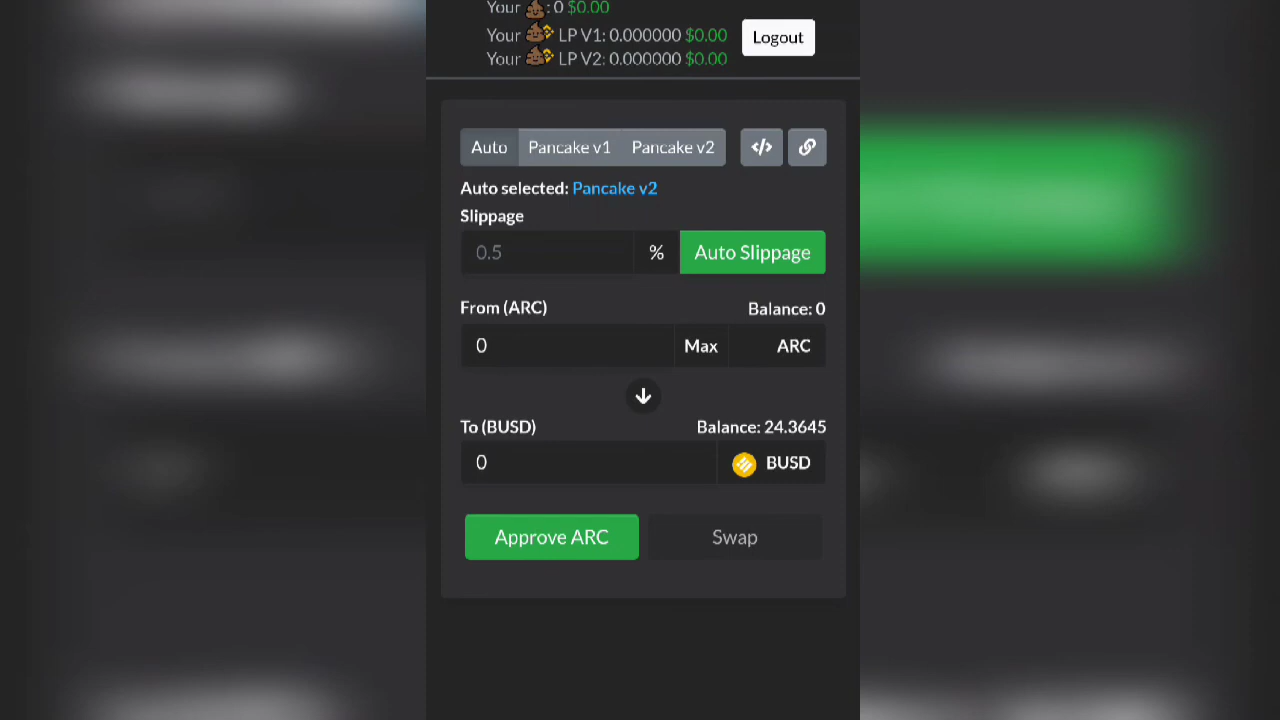 Your 💩: 0 $0.00
Your 💩 LP V1: 0.000000 $0.00
Your 💩 LP V2: 0.000000 $0.00
Logout
Auto Pancake v1 Pancake v2 </>
Auto selected: Pancake v2
Slippage
0.5 % Auto Slippage
From (ARC) Balance: 0
0 Max ARC
To (BUSD) Balance: 24.3645
0 BUSD
Approve ARC Swap